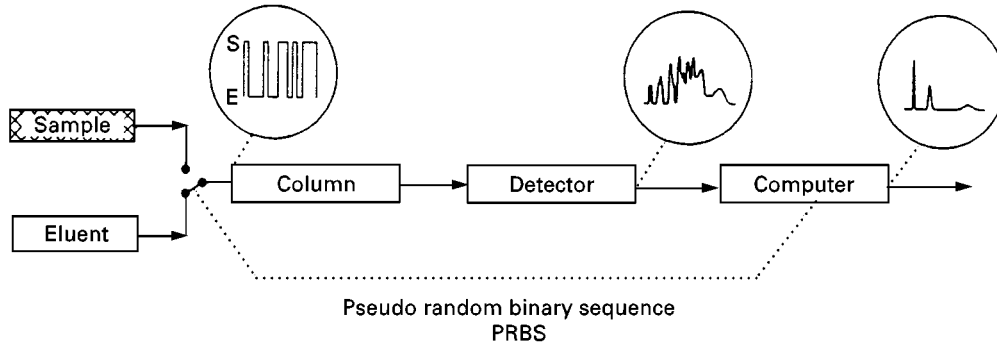 S
E
Sample
Column
Detector
Computer
Eluent
Pseudo random binary sequence
PRBS